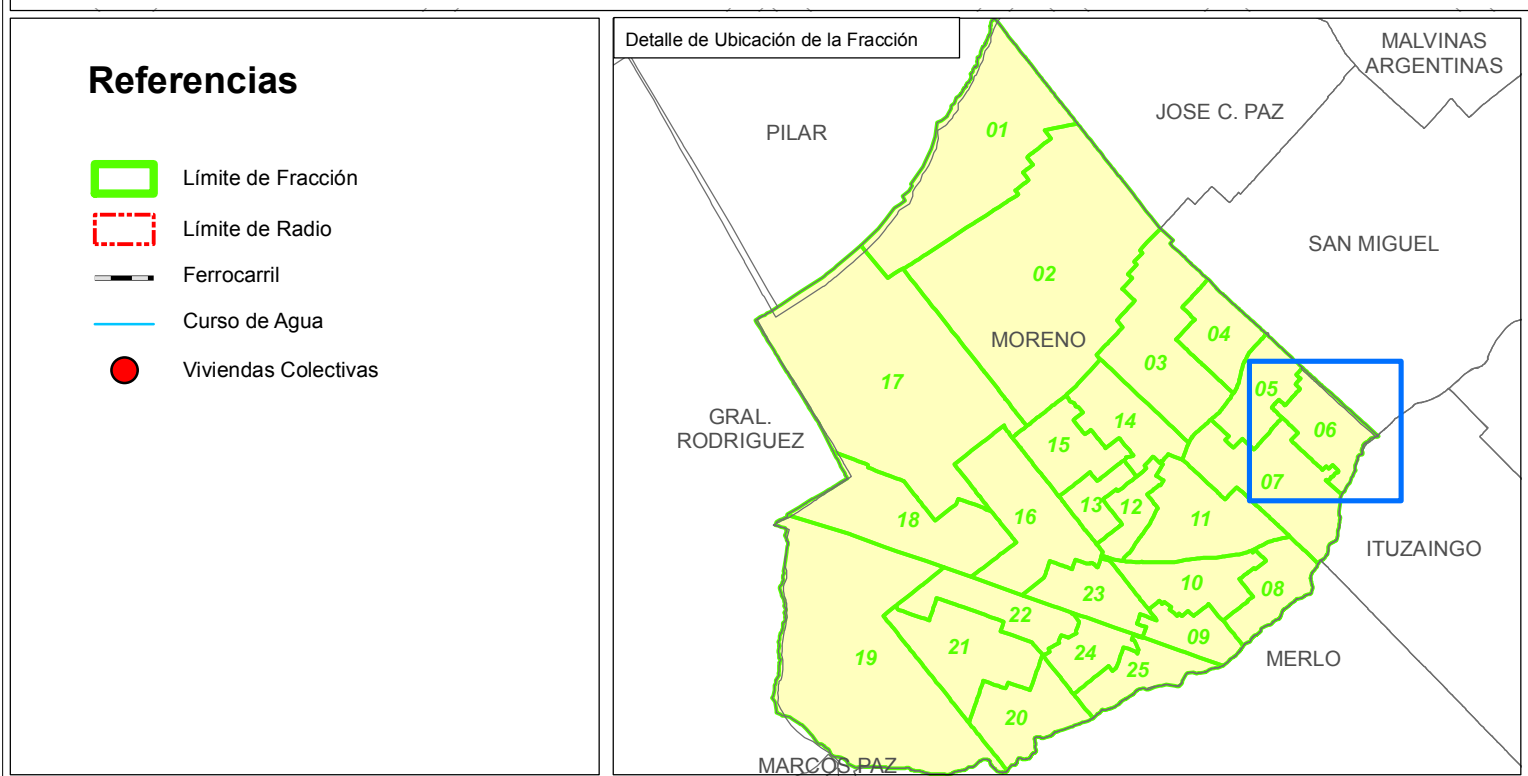 Referencias
Límite de Fracción
Límite de Radio
Ferrocarril
Curso de Agua
Viviendas Colectivas
Detalle de Ubicación de la Fracción
MALVINAS
ARGENTINAS
JOSE C. PAZ
PILAR
01
SAN MIGUEL
02
MORENO
04
03
17
05
GRAL.
RODRIGUEZ
14
06
15
07
13
12
18
16
11
ITUZAINGO
10
08
23
22
09
21
24
MERLO
19
25
20
MARCOS PAZ